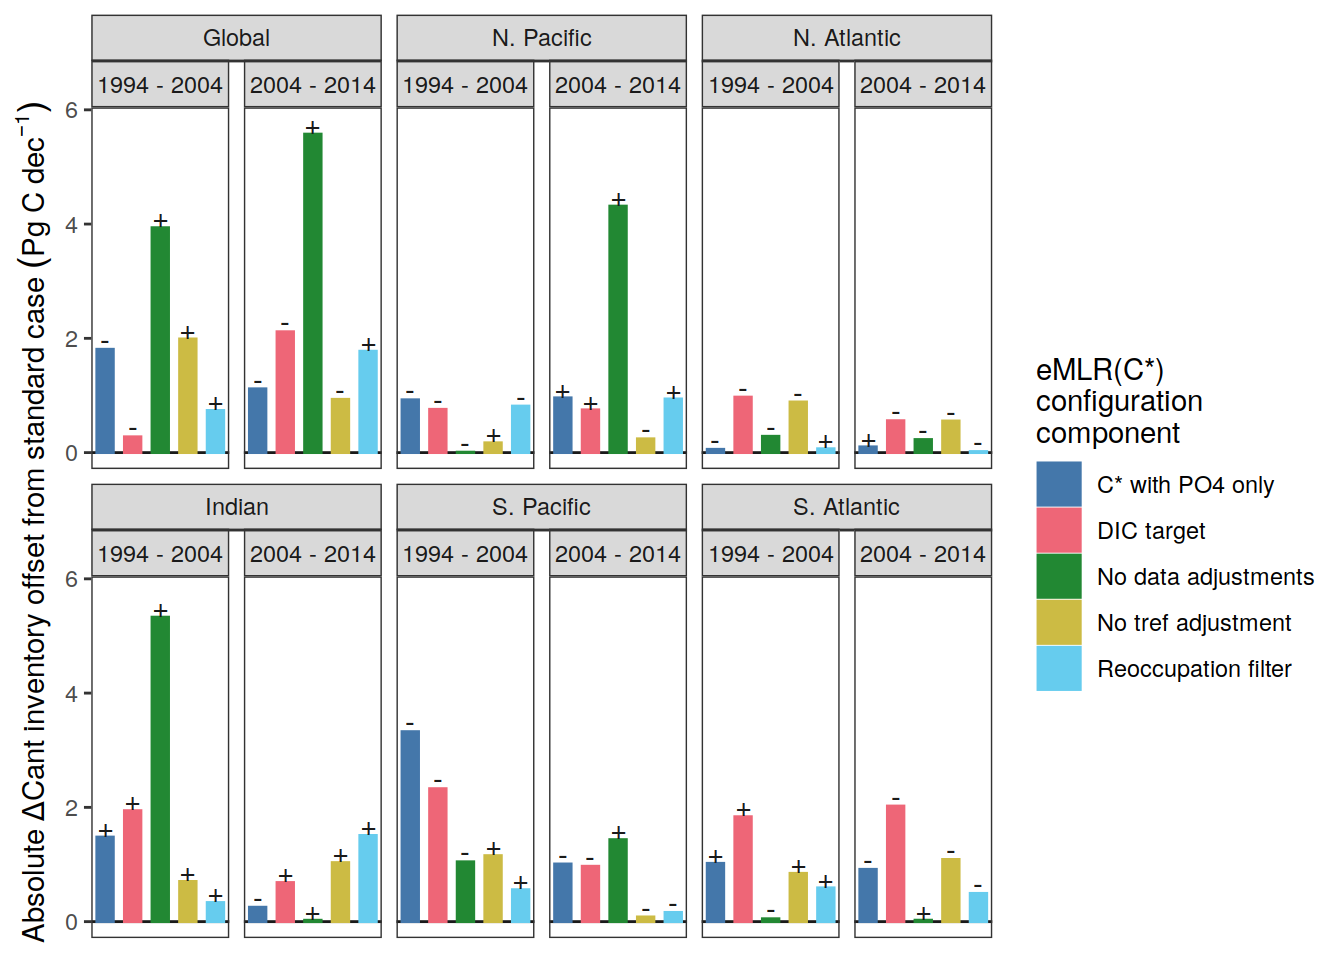 Global
N. Pacific
N. Atlantic
1994 - 2004
2004 - 2014
1994 - 2004
2004 - 2014
1994 - 2004
2004 - 2014
6
4
2
0
- - + + +
- - + - +
- - - + -
+ + + - +
- - - - +
+ - - - -
Indian
S. Pacific
S. Atlantic
1994 - 2004
2004 - 2014
1994 - 2004
2004 - 2014
1994 - 2004
2004 - 2014
6
4
2
0
+ + + + +
- + + + +
- - - + +
- - + - -
+ + - + +
- - + - -
Absolute ΔCant inventory offset from standard case (Pg C dec⁻¹)
eMLR(C*)
configuration
component
C* with PO4 only
DIC target
No data adjustments
No tref adjustment
Reoccupation filter